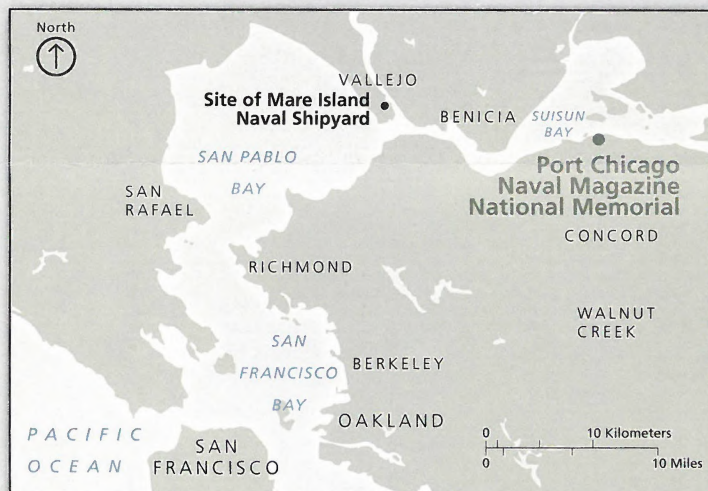 North
VALLEJO
Site of Mare Island
Naval Shipyard
BENICIA
SUISUN
BAY
Port Chicago
Naval Magazine
National Memorial
SAN PABLO
BAY
SAN
RAFAEL
CONCORD
RICHMOND
WALNUT
CREEK
SAN
FRANCISCO
BAY
BERKELEY
OAKLAND
PACIFIC
OCEAN
SAN
FRANCISCO
0 10 Kilometers
0 10 Miles